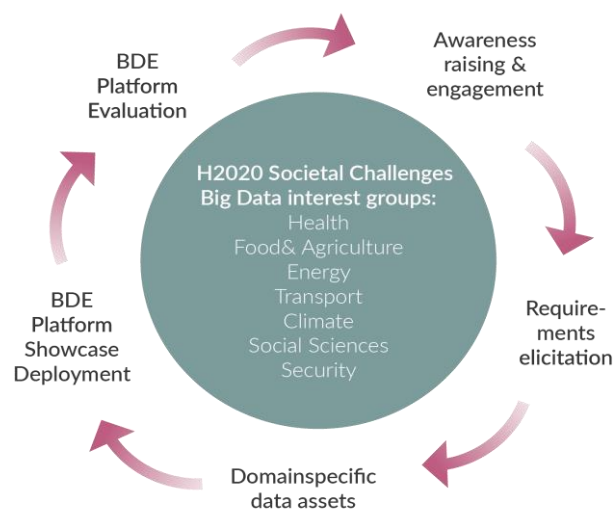 BDE
Platform
Evaluation
Awareness
raising &
engagement
H2020 Societal Challenges
Big Data interest groups:
Health
Food& Agriculture
Energy
Transport
Climate
Social Sciences
Security
Require-
ments
elicitation
BDE
Platform
Showcase
Deployment
Domainspecific
data assets